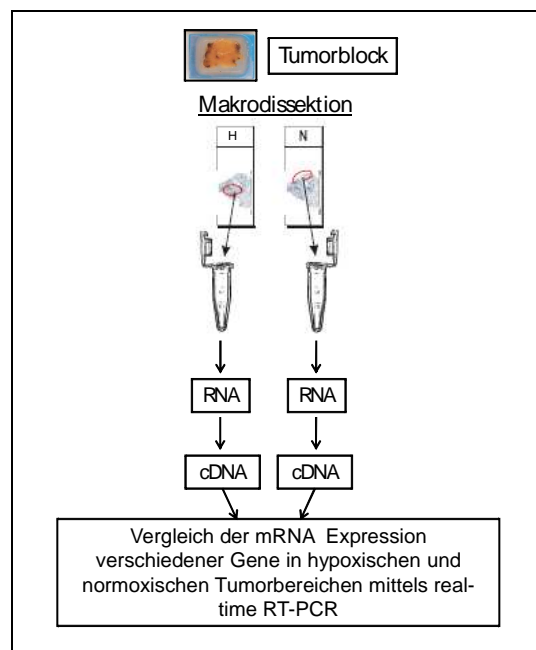 Tumorblock
Makrodissektion
H N
RNA RNA
cDNA cDNA
Vergleich der mRNA Expression
verschiedener Gene in hypoxischen und
normoxischen Tumorbereichen mittels real-
time RT-PCR